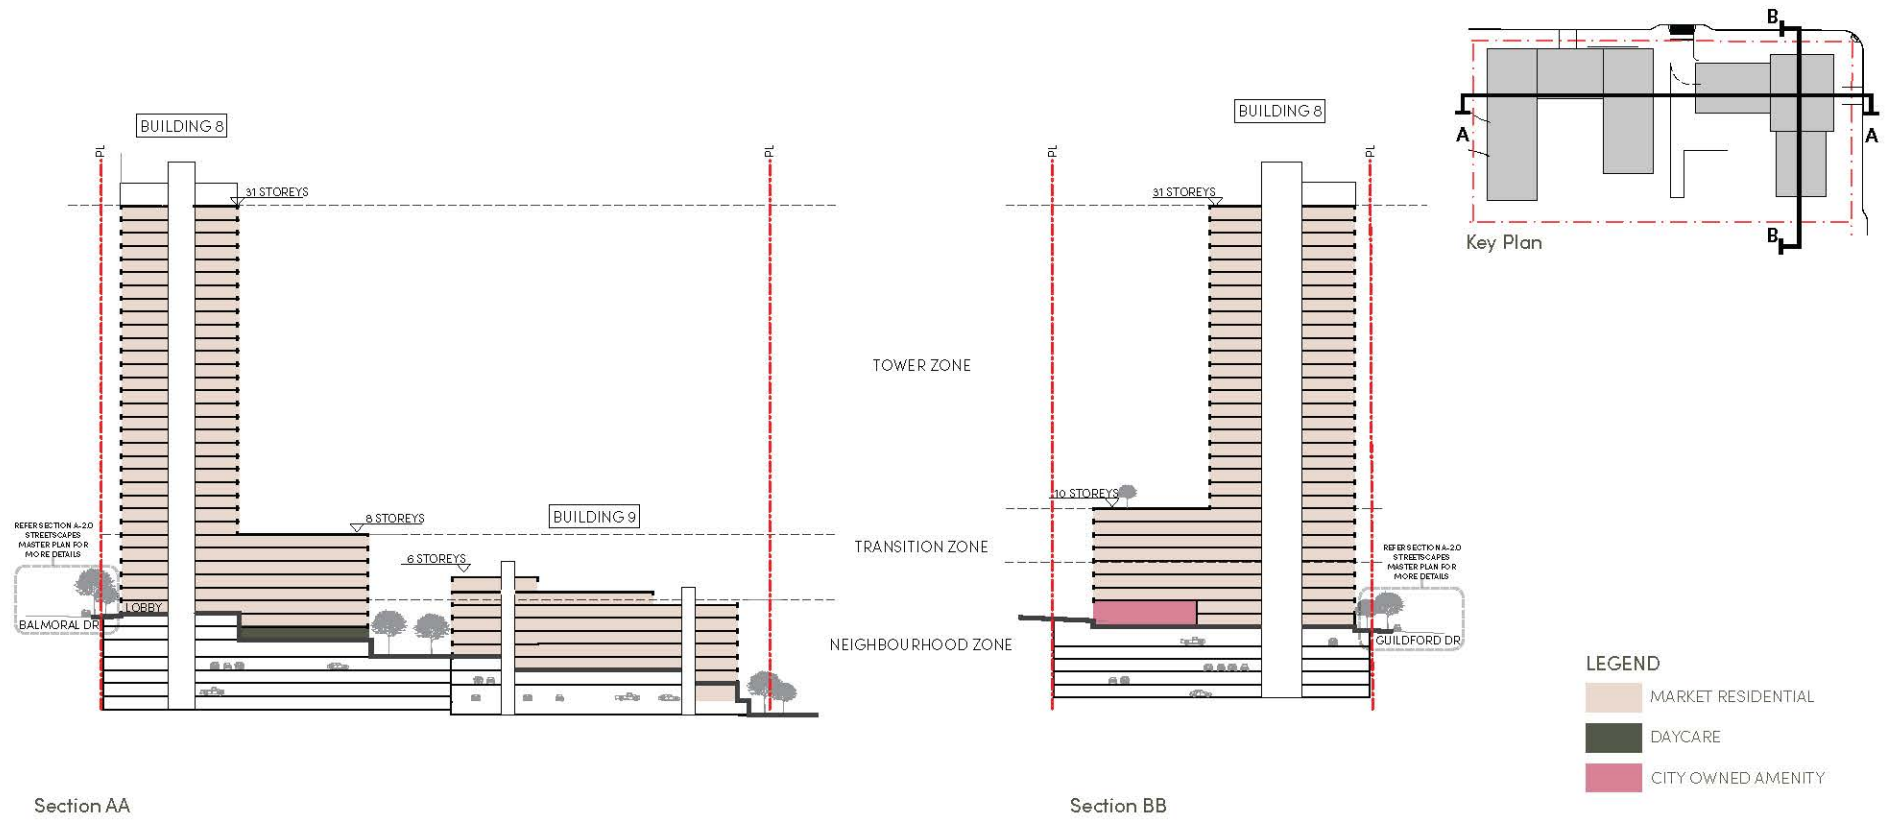 BUILDING 8
PL
PL
31 STOREYS
8 STOREYS
BUILDING 9
6 STOREYS
REFER SECTION A-2.0
STREETSCAPES
MASTER PLAN FOR
MORE DETAILS
LOBBY
BALMORAL DR
Section AA
TOWER ZONE
TRANSITION ZONE
NEIGHBOURHOOD ZONE
BUILDING 8
PL
PL
31 STOREYS
10 STOREYS
REFER SECTION A-2.0
STREETSCAPES
MASTER PLAN FOR
MORE DETAILS
GUILDFORD DR
Section BB
B
A
A
B
Key Plan
LEGEND
MARKET RESIDENTIAL
DAYCARE
CITY OWNED AMENITY